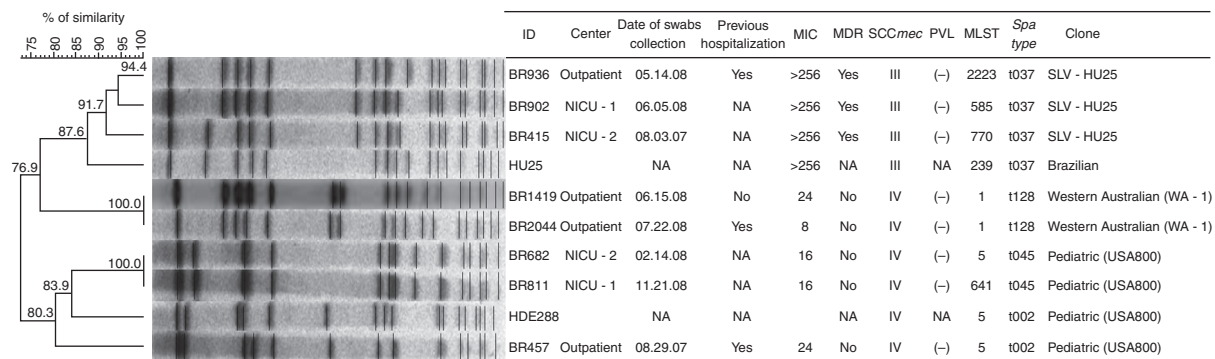 % of similarity
75 80 85 90 95 100
94.4
91.7
87.6
76.9
100.0
100.0
83.9
80.3
ID Center Date of swabs collection Previous hospitalization MIC MDR SCCmec PVL MLST Spa type Clone
BR936 Outpatient 05.14.08 Yes >256 Yes III (–) 2223 t037 SLV - HU25
BR902 NICU - 1 06.05.08 NA >256 Yes III (–) 585 t037 SLV - HU25
BR415 NICU - 2 08.03.07 NA >256 Yes III (–) 770 t037 SLV - HU25
HU25 NA NA >256 NA III NA 239 t037 Brazilian
BR1419 Outpatient 06.15.08 No 24 No IV (–) 1 t128 Western Australian (WA - 1)
BR2044 Outpatient 07.22.08 Yes 8 No IV (–) 1 t128 Western Australian (WA - 1)
BR682 NICU - 2 02.14.08 NA 16 No IV (–) 5 t045 Pediatric (USA800)
BR811 NICU - 1 11.21.08 NA 16 No IV (–) 641 t045 Pediatric (USA800)
HDE288 NA NA NA IV NA 5 t002 Pediatric (USA800)
BR457 Outpatient 08.29.07 Yes 24 No IV (–) 5 t002 Pediatric (USA800)